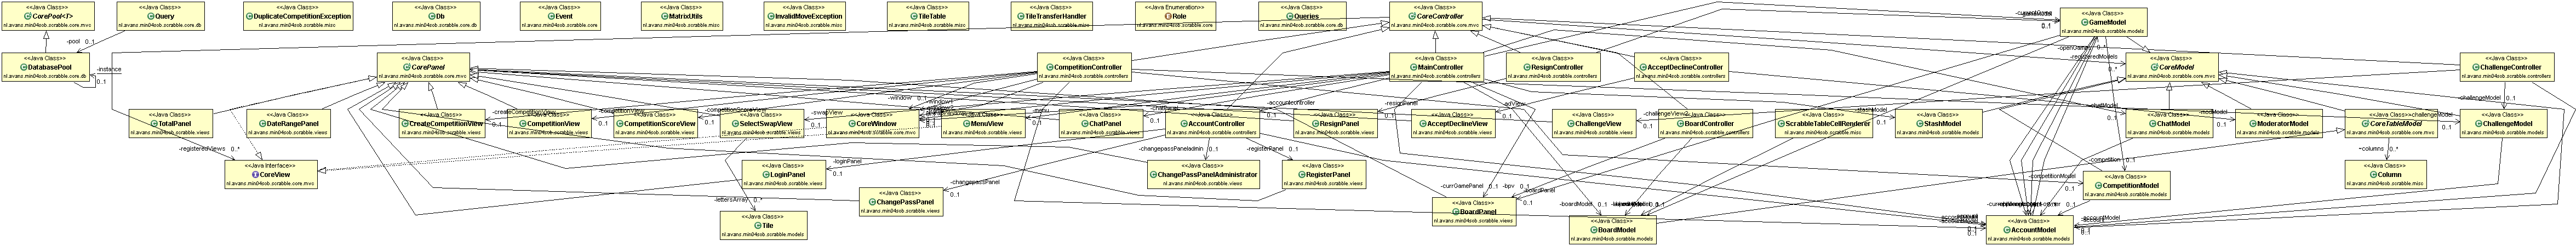 <<Java Class>>
CorePool<T>
nl.avans.min04sob.scrabble.core.mvc
<<Java Class>>
Query
nl.avans.min04sob.scrabble.core.db
<<Java Class>>
DuplicateCompetitionException
nl.avans.min04sob.scrabble.misc
<<Java Class>>
Db
nl.avans.min04sob.scrabble.core.db
<<Java Class>>
Event
nl.avans.min04sob.scrabble.core
<<Java Class>>
MatrixUtils
nl.avans.min04sob.scrabble.misc
<<Java Class>>
InvalidMoveException
nl.avans.min04sob.scrabble.misc
<<Java Class>>
TileTable
nl.avans.min04sob.scrabble.misc
<<Java Class>>
TileTransferHandler
nl.avans.min04sob.scrabble.misc
<<Java Enumeration>>
Role
nl.avans.min04sob.scrabble.core
<<Java Class>>
Queries
nl.avans.min04sob.scrabble.core.db
<<Java Class>>
CoreController
nl.avans.min04sob.scrabble.core.mvc
<<Java Class>>
GameModel
nl.avans.min04sob.scrabble.models
-pool 0..1
0..1
-openGames
0..*
-registeredModels
0..*
<<Java Class>>
DatabasePool
nl.avans.min04sob.scrabble.core.db
-instance
0..1
<<Java Class>>
CorePanel
nl.avans.min04sob.scrabble.core.mvc
<<Java Class>>
CompetitionController
nl.avans.min04sob.scrabble.controllers
<<Java Class>>
MainController
nl.avans.min04sob.scrabble.controllers
<<Java Class>>
ResignController
nl.avans.min04sob.scrabble.controllers
<<Java Class>>
AcceptDeclineController
nl.avans.min04sob.scrabble.controllers
<<Java Class>>
CoreModel
nl.avans.min04sob.scrabble.core.mvc
<<Java Class>>
ChallengeController
nl.avans.min04sob.scrabble.controllers
-createCompetitionView
-competitionView
-competitionScoreView
-swapView
-window
-window1
-menu
-chatPanel
-accountcontroller
-resignPanel
-adView
-challengeView
-stashModel
-chatModel
-modModel
-challengeModel
-challengeModel
<<Java Class>>
TotalPanel
nl.avans.min04sob.scrabble.views
<<Java Class>>
DateRangePanel
nl.avans.min04sob.scrabble.views
<<Java Class>>
CreateCompetitionView
nl.avans.min04sob.scrabble.views
<<Java Class>>
CompetitionView
nl.avans.min04sob.scrabble.views
<<Java Class>>
CompetitionScoreView
nl.avans.min04sob.scrabble.views
<<Java Class>>
SelectSwapView
nl.avans.min04sob.scrabble.views
<<Java Class>>
CoreWindow
nl.avans.min04sob.scrabble.core.mvc
<<Java Class>>
MenuView
nl.avans.min04sob.scrabble.views
<<Java Class>>
ChatPanel
nl.avans.min04sob.scrabble.views
<<Java Class>>
AccountController
nl.avans.min04sob.scrabble.controllers
<<Java Class>>
ResignPanel
nl.avans.min04sob.scrabble.views
<<Java Class>>
AcceptDeclineView
nl.avans.min04sob.scrabble.views
<<Java Class>>
ChallengeView
nl.avans.min04sob.scrabble.views
<<Java Class>>
BoardController
nl.avans.min04sob.scrabble.controllers
<<Java Class>>
ScrabbleTableCellRenderer
nl.avans.min04sob.scrabble.misc
<<Java Class>>
StashModel
nl.avans.min04sob.scrabble.models
<<Java Class>>
ChatModel
nl.avans.min04sob.scrabble.models
<<Java Class>>
ModeratorModel
nl.avans.min04sob.scrabble.models
<<Java Class>>
CoreTableModel
nl.avans.min04sob.scrabble.core.mvc
<<Java Class>>
ChallengeModel
nl.avans.min04sob.scrabble.models
-registeredViews 0..*
-changepassPaneladmin
0..1
-registerPanel
0..1
-loginPanel
0..1
-competition
0..1
~columns 0..*
<<Java Interface>>
CoreView
nl.avans.min04sob.scrabble.core.mvc
<<Java Class>>
LoginPanel
nl.avans.min04sob.scrabble.views
<<Java Class>>
ChangePassPanelAdministrator
nl.avans.min04sob.scrabble.views
<<Java Class>>
RegisterPanel
nl.avans.min04sob.scrabble.views
<<Java Class>>
CompetitionModel
nl.avans.min04sob.scrabble.models
<<Java Class>>
Column
nl.avans.min04sob.scrabble.misc
-competitionModel
0..1
-changepassPanel
0..1
-currGamePanel 0..1
-bpv 0..1
-boardPanel
0..1
<<Java Class>>
ChangePassPanel
nl.avans.min04sob.scrabble.views
<<Java Class>>
BoardPanel
nl.avans.min04sob.scrabble.views
-lettersArray 0..*
-boardModel 0..1
-accountModel
0..1
<<Java Class>>
Tile
nl.avans.min04sob.scrabble.models
<<Java Class>>
BoardModel
nl.avans.min04sob.scrabble.models
<<Java Class>>
AccountModel
nl.avans.min04sob.scrabble.models